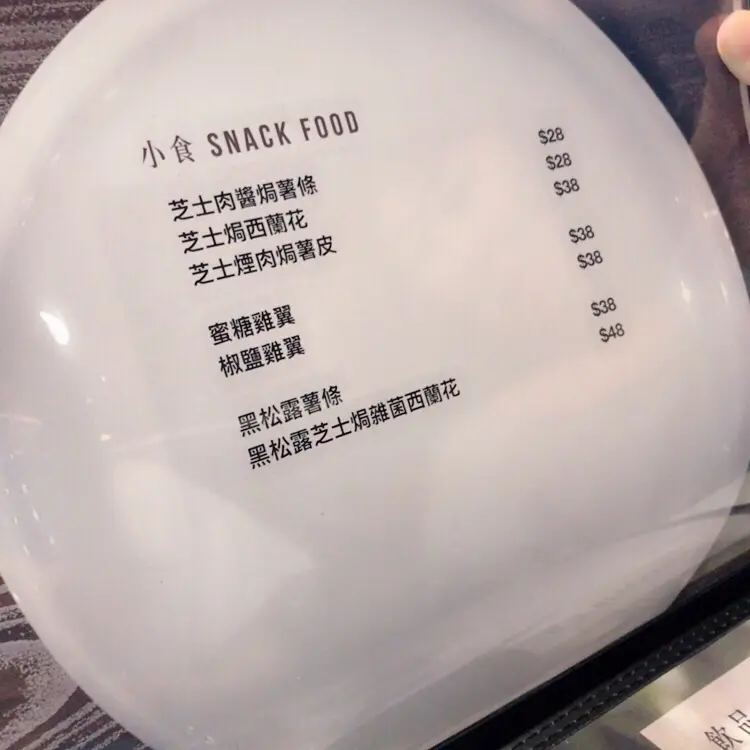 小食 SNACK FOOD
芝士肉醬焗薯條 $28
芝士焗西蘭花 $28
芝士煙肉焗薯皮 $38
蜜糖雞翼 $38
椒鹽雞翼 $38
黑松露薯條 $38
黑松露芝士焗雜菌西蘭花 $48
飲品